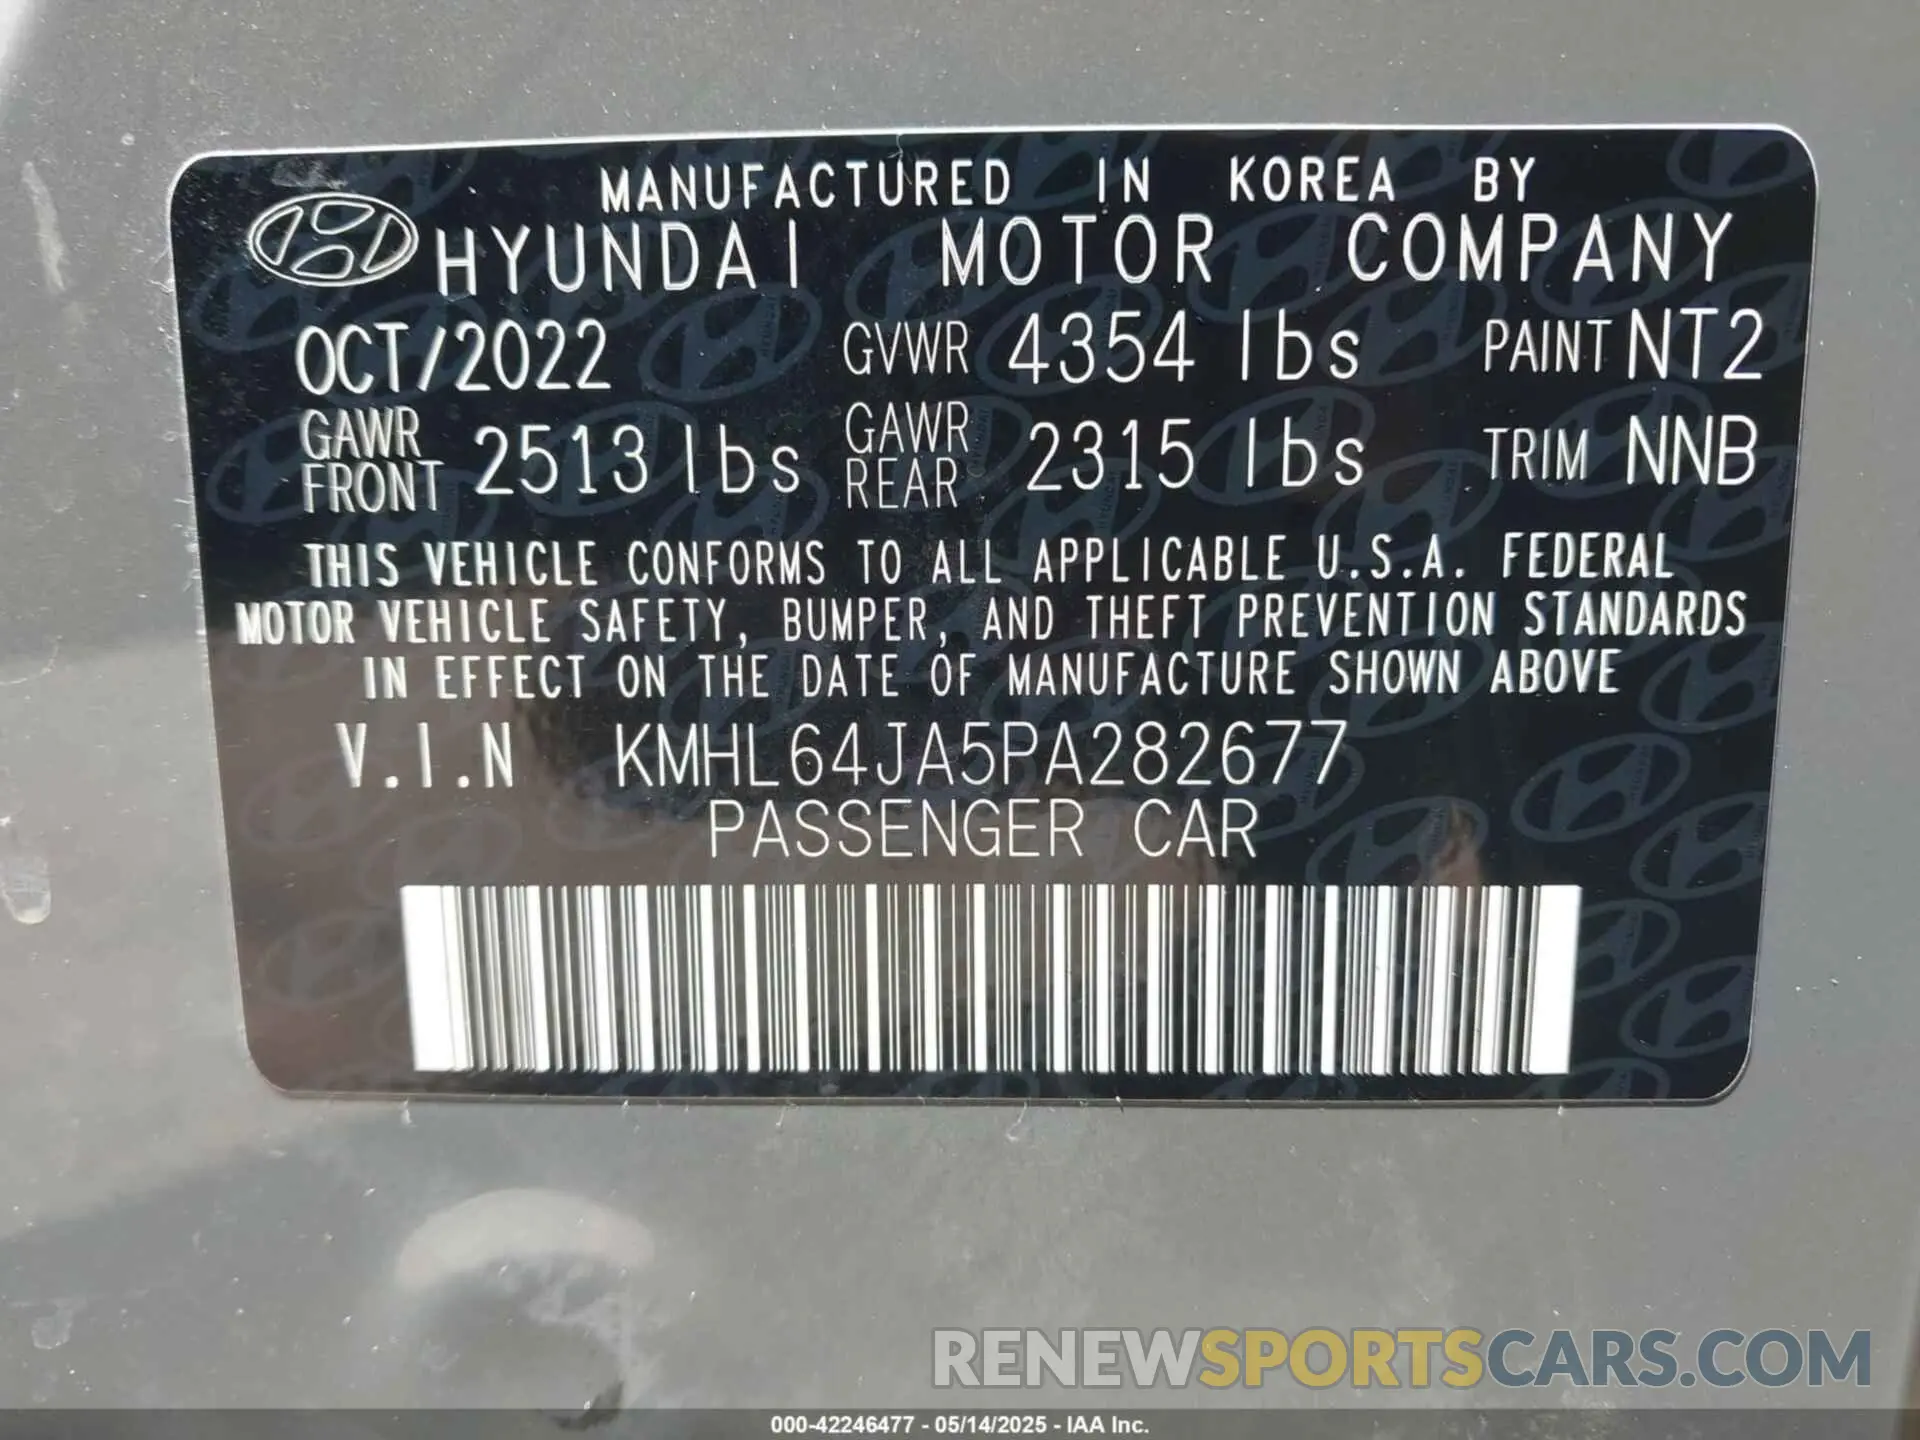 MANUFACTURED IN KOREA BY
HYUNDAI MOTOR COMPANY
OCT/2022 GVWR 4354 lbs PAINT NT2
GAWR FRONT 2513 lbs GAWR REAR 2315 lbs TRIM NNB
THIS VEHICLE CONFORMS TO ALL APPLICABLE U.S.A. FEDERAL
MOTOR VEHICLE SAFETY, BUMPER, AND THEFT PREVENTION STANDARDS
IN EFFECT ON THE DATE OF MANUFACTURE SHOWN ABOVE
V.I.N KMHL64JA5PA282677
PASSENGER CAR
RENEWSPORTSCARS.COM
000-42246477 - 05/14/2025 - IAA Inc.